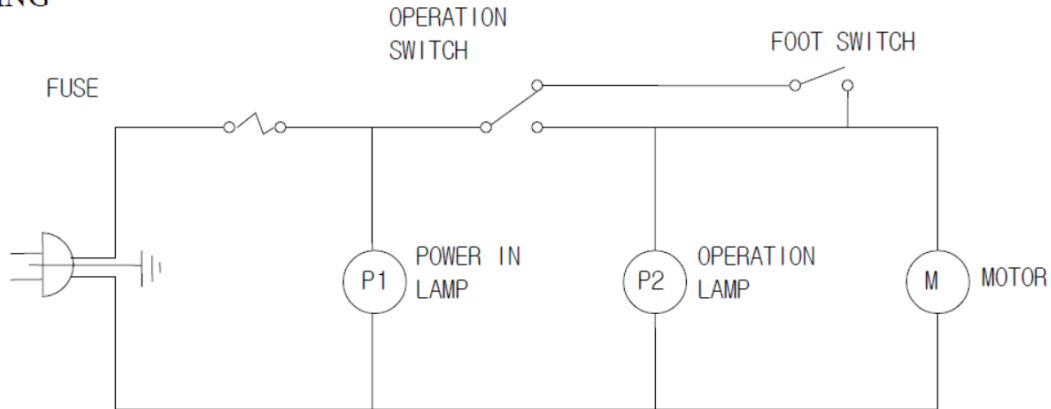 OPERATION
SWITCH
FOOT SWITCH
FUSE
P1
POWER IN
LAMP
P2
OPERATION
LAMP
M
MOTOR